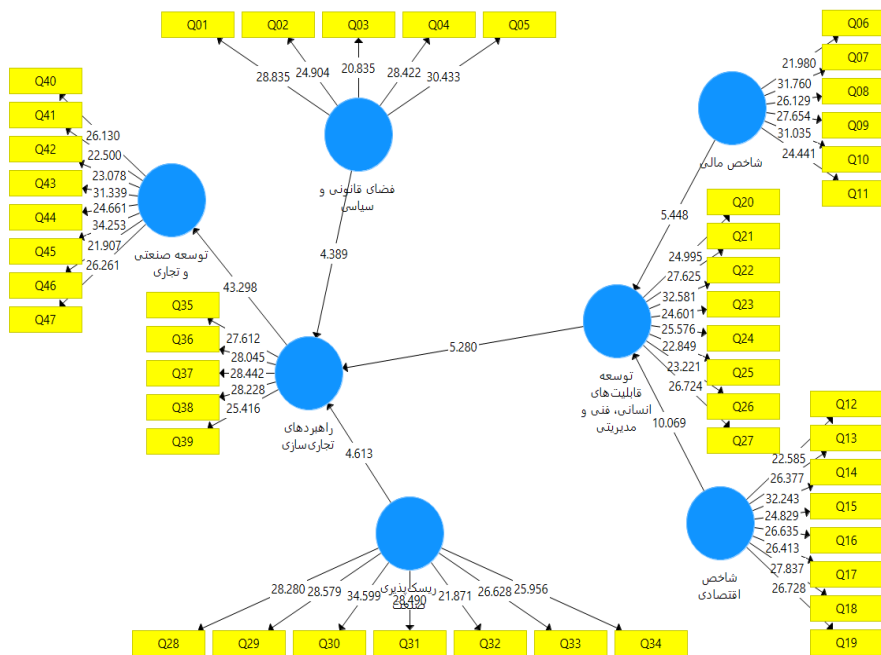 Q01
Q02
Q03
Q04
Q05
28.835
24.904
20.835
28.422
30.433
فضای قانونی و
سیاسی
Q06
Q07
Q08
Q09
Q10
Q11
21.980
31.760
26.129
27.654
31.035
24.441
شاخص مالی
Q40
Q41
Q42
Q43
Q44
Q45
Q46
Q47
26.130
22.500
23.078
31.339
24.661
34.253
21.907
26.261
توسعه صنعتی
و تجاری
4.389
5.448
43.298
5.280
10.069
4.613
Q20
Q21
Q22
Q23
Q24
Q25
Q26
Q27
24.995
27.625
32.581
24.601
25.576
22.849
23.221
26.724
توسعه
قابلیت‌های
انسانی، فنی و
مدیریتی
Q35
Q36
Q37
Q38
Q39
27.612
28.045
28.442
28.228
25.416
راهبردهای
تجاری‌سازی
Q12
Q13
Q14
Q15
Q16
Q17
Q18
Q19
22.585
26.377
32.243
24.829
26.635
26.413
27.837
26.728
شاخص
اقتصادی
ریسک‌پذیری
صنعت
28.280
28.579
34.599
28.490
21.871
26.628
25.956
Q28
Q29
Q30
Q31
Q32
Q33
Q34